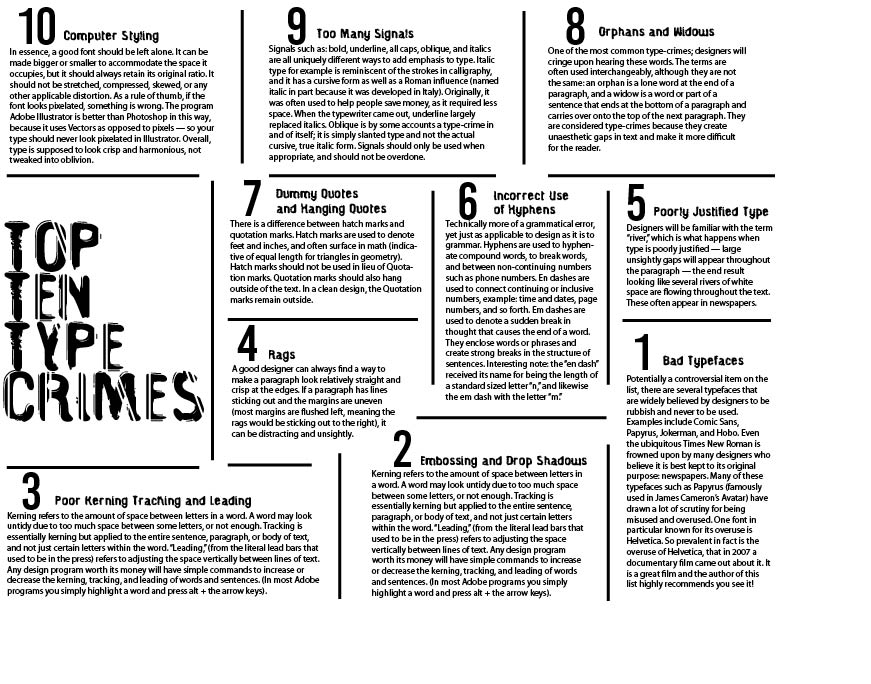 10 Computer Styling
In essence, a good font should be left alone. It can be
made bigger or smaller to accommodate the space it
occupies, but it should always retain its original ratio. It
should not be stretched, compressed, skewed, or any
other applicable distortion. As a rule of thumb, if the
font looks pixelated, something is wrong. The program
Adobe Illustrator is better than Photoshop in this way,
because it uses Vectors as opposed to pixels — so your
type should never look pixelated in Illustrator. Overall,
type is supposed to look crisp and harmonious, not
tweaked into oblivion.
9 Too Many Signals
Signals such as: bold, underline, all caps, oblique, and italics
are all uniquely different ways to add emphasis to type. Italic
type for example is reminiscent of the strokes in calligraphy,
and it has a cursive form as well as a Roman influence (named
italic in part because it was developed in Italy). Originally, it
was often used to help people save money, as it required less
space. When the typewriter came out, underline largely
replaced italics. Oblique is by some accounts a type-crime in
and of itself; it is simply slanted type and not the actual
cursive, true italic form. Signals should only be used when
appropriate, and should not be overdone.
8 Orphans and Widows
One of the most common type-crimes; designers will
cringe upon hearing these words. The terms are
often used interchangeably, although they are not
the same: an orphan is a lone word at the end of a
paragraph, and a widow is a word or part of a
sentence that ends at the bottom of a paragraph and
carries over onto the top of the next paragraph. They
are considered type-crimes because they create
unaesthetic gaps in text and make it more difficult
for the reader.
TOP
TEN
TYPE
CRIMES
7 Dummy Quotes
and Hanging Quotes
There is a difference between hatch marks and
quotation marks. Hatch marks are used to denote
feet and inches, and often surface in math (indica-
tive of equal length for triangles in geometry).
Hatch marks should not be used in lieu of Quota-
tion marks. Quotation marks should also hang
outside of the text. In a clean design, the Quotation
marks remain outside.
6 Incorrect Use
of Hyphens
Technically more of a grammatical error,
yet just as applicable to design as it is to
grammar. Hyphens are used to hyphen-
ate compound words, to break words,
and between non-continuing numbers
such as phone numbers. En dashes are
used to connect continuing or inclusive
numbers, example: time and dates, page
numbers, and so forth. Em dashes are
used to denote a sudden break in
thought that causes the end of a word.
They enclose words or phrases and
create strong breaks in the structure of
sentences. Interesting note: the "en dash"
received its name for being the length of
a standard sized letter "n," and likewise
the em dash with the letter "m."
5 Poorly Justified Type
Designers will be familiar with the term
"river," which is what happens when
type is poorly justified — large
unsightly gaps will appear throughout
the paragraph — the end result
looking like several rivers of white
space are flowing throughout the text.
These often appear in newspapers.
4 Rags
A good designer can always find a way to
make a paragraph look relatively straight and
crisp at the edges. If a paragraph has lines
sticking out and the margins are uneven
(most margins are flushed left, meaning the
rags would be sticking out to the right), it
can be distracting and unsightly.
3 Poor Kerning Tracking and Leading
Kerning refers to the amount of space between letters in a word. A word may look
untidy due to too much space between some letters, or not enough. Tracking is
essentially kerning but applied to the entire sentence, paragraph, or body of text,
and not just certain letters within the word. "Leading," (from the literal lead bars that
used to be in the press) refers to adjusting the space vertically between lines of text.
Any design program worth its money will have simple commands to increase or
decrease the kerning, tracking, and leading of words and sentences. (In most Adobe
programs you simply highlight a word and press alt + the arrow keys).
2 Embossing and Drop Shadows
Kerning refers to the amount of space between letters in
a word. A word may look untidy due to too much space
between some letters, or not enough. Tracking is
essentially kerning but applied to the entire sentence,
paragraph, or body of text, and not just certain letters
within the word. "Leading," (from the literal lead bars that
used to be in the press) refers to adjusting the space
vertically between lines of text. Any design program
worth its money will have simple commands to increase
or decrease the kerning, tracking, and leading of words
and sentences. (In most Adobe programs you simply
highlight a word and press alt + the arrow keys).
1 Bad Typefaces
Potentially a controversial item on the
list, there are several typefaces that
are widely believed by designers to be
rubbish and never to be used.
Examples include Comic Sans,
Papyrus, Jokerman, and Hobo. Even
the ubiquitous Times New Roman is
frowned upon by many designers who
believe it is best kept to its original
purpose: newspapers. Many of these
typefaces such as Papyrus (famously
used in James Cameron's Avatar) have
drawn a lot of scrutiny for being
misused and overused. One font in
particular known for its overuse is
Helvetica. So prevalent in fact is the
overuse of Helvetica, that in 2007 a
documentary film came out about it. It
is a great film and the author of this
list highly recommends you see it!